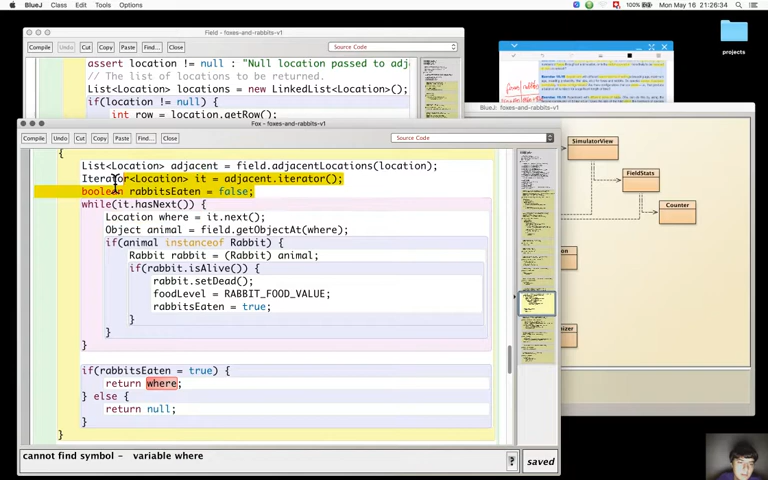 BlueJ Class Edit Tools Options
100% Mon May 16 21:26:34
Field - foxes-and-rabbits-v1
Compile Undo Cut Copy Paste Find... Close
Source Code
assert location != null : "Null location passed to adj
// The list of locations to be returned.
List<Location> locations = new LinkedList<Location>();
if(location != null) {
int row = location.getRow();
projects
BlueJ: foxes-and-rabbits-v1
SimulatorView
FieldStats
Counter
Fox - foxes-and-rabbits-v1
Compile Undo Cut Copy Paste Find... Close
Source Code
{
List<Location> adjacent = field.adjacentLocations(location);
Iterator<Location> it = adjacent.iterator();
boolean rabbitsEaten = false;
while(it.hasNext()) {
Location where = it.next();
Object animal = field.getObjectAt(where);
if(animal instanceof Rabbit) {
Rabbit rabbit = (Rabbit) animal;
if(rabbit.isAlive()) {
rabbit.setDead();
foodLevel = RABBIT_FOOD_VALUE;
rabbitsEaten = true;
}
}
}
if(rabbitsEaten = true) {
return where;
} else {
return null;
}
}
cannot find symbol - variable where
?
saved